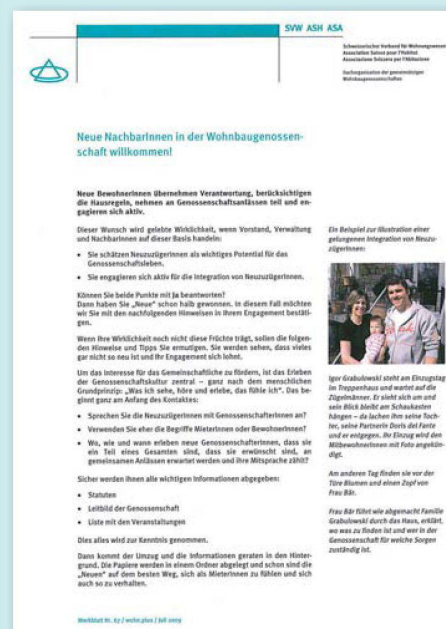 SVW ASH ASA
Schweizerischer Verband für Wohnungswesen
Association Suisse pour l'Habitat
Associazione Svizzera per l'Abitazione
Dachorganisation der gemeinnützigen
Wohnbaugenossenschaften
Neue NachbarInnen in der Wohnbaugenossen-
schaft willkommen!
Neue BewohnerInnen übernehmen Verantwortung, berücksichtigen
die Hausregeln, nehmen an Genossenschaftsanlässen teil und en-
gagieren sich aktiv.
Dieser Wunsch wird gelebte Wirklichkeit, wenn Vorstand, Verwaltung
und NachbarInnen auf dieser Basis handeln:
• Sie schätzen NeuzuzügerInnen als wichtiges Potential für das
Genossenschaftsleben.
• Sie engagieren sich aktiv für die Integration von NeuzuzügerInnen.
Können Sie beide Punkte mit Ja beantworten?
Dann haben Sie „Neue" schon halb gewonnen. In diesem Fall möchten
wir Sie mit den nachfolgenden Hinweisen in Ihrem Engagement bestäti-
gen.
Wenn Ihre Wirklichkeit noch nicht diese Früchte trägt, sollen die folgen-
den Hinweise und Tipps Sie ermutigen. Sie werden sehen, dass vieles
gar nicht so neu ist und Ihr Engagement sich lohnt.
Um das Interesse für das Gemeinschaftliche zu fördern, ist das Erleben
der Genossenschaftskultur zentral – ganz nach dem menschlichen
Grundprinzip: „Was ich sehe, höre und erlebe, das fühle ich". Das be-
ginnt ganz am Anfang des Kontaktes:
• Sprechen Sie die NeuzuzügerInnen mit GenossenschafterInnen an?
• Verwenden Sie eher die Begriffe MieterInnen oder BewohnerInnen?
• Wo, wie und wann erleben neue GenossenschafterInnen, dass sie
ein Teil eines Gesamten sind, dass sie erwünscht sind, an
gemeinsamen Anlässen erwartet werden und ihre Mitsprache zählt?
Sicher werden Ihnen alle wichtigen Informationen abgegeben:
• Statuten
• Leitbild der Genossenschaft
• Liste mit den Veranstaltungen
Dies alles wird zur Kenntnis genommen.
Dann kommt der Umzug und die Informationen geraten in den Hinter-
grund. Die Papiere werden in einem Ordner abgelegt und schon sind die
„Neuen" auf dem besten Weg, sich als MieterInnen zu fühlen und sich
auch so zu verhalten.
Ein Beispiel zur Illustration einer
gelungenen Integration von Neuzu-
zügerInnen:
Igor Grabulowski steht am Einzugstag
im Treppenhaus und wartet auf die
Zügelmänner. Er sieht sich um und
sein Blick bleibt am Schaukasten
hängen – da lachen ihm seine Toch-
ter, seine Partnerin Doris del Fante
und er entgegen. Ihr Einzug wird den
MitbewohnerInnen mit Foto angekün-
digt.
Am anderen Tag finden sie vor der
Türe Blumen und einen Zopf von
Frau Bär.
Frau Bär führt wie abgemacht Familie
Grabulowski durch das Haus, erklärt,
wo was zu finden ist und wer in der
Genossenschaft für welche Sorgen
zuständig ist.
Merkblatt Nr. 67 / wohn.plus / Juli 2009